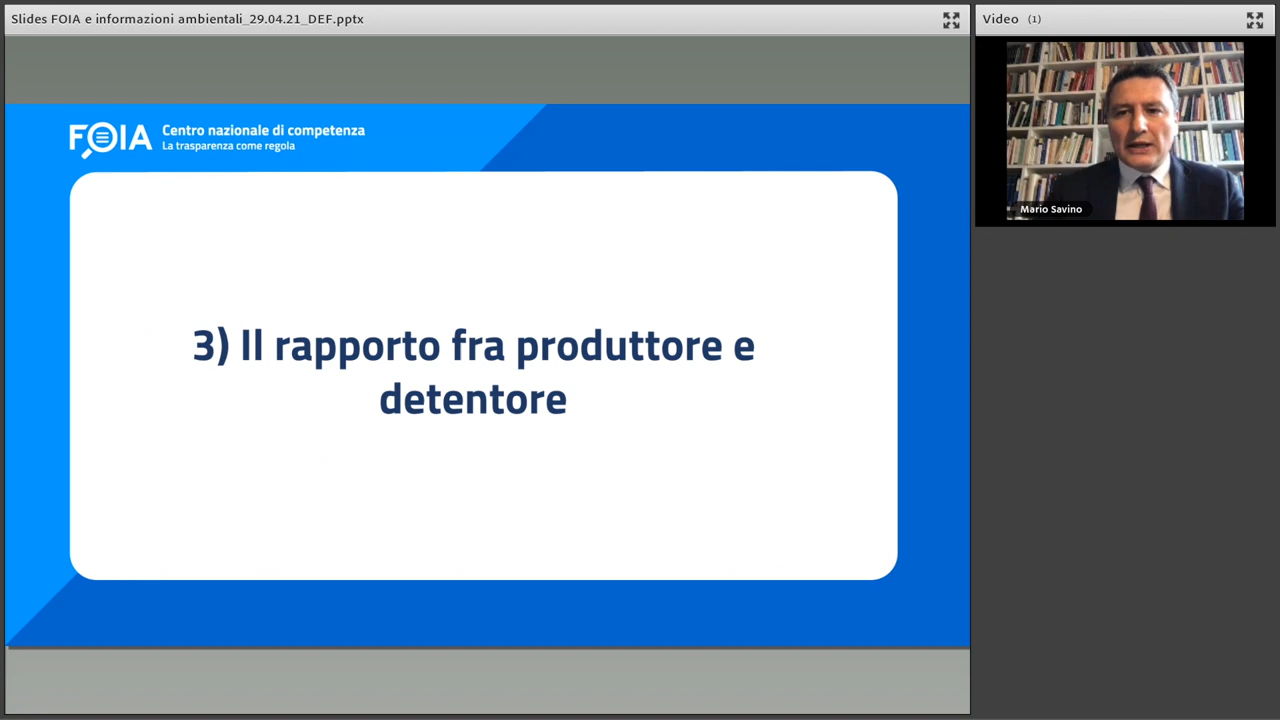 Slides FOIA e informazioni ambientali_29.04.21_DEF.pptx
Video (1)
FOIA
Centro nazionale di competenza
La trasparenza come regola
3) Il rapporto fra produttore e
detentore
Mario Savino